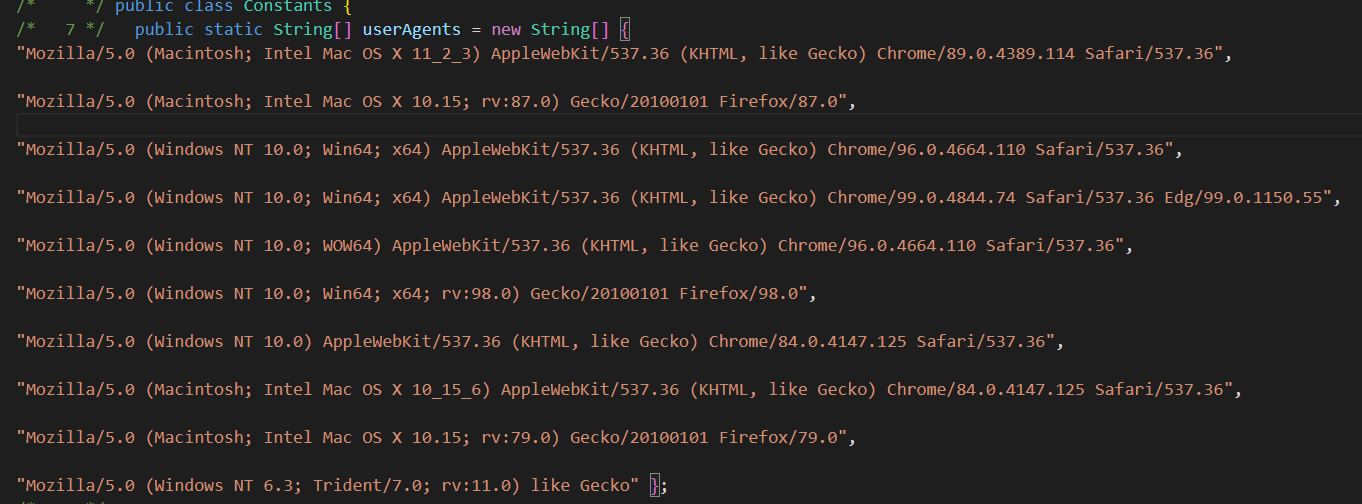 /*     */ public class Constants {
/*   7 */   public static String[] userAgents = new String[] {
"Mozilla/5.0 (Macintosh; Intel Mac OS X 11_2_3) AppleWebKit/537.36 (KHTML, like Gecko) Chrome/89.0.4389.114 Safari/537.36",
"Mozilla/5.0 (Macintosh; Intel Mac OS X 10.15; rv:87.0) Gecko/20100101 Firefox/87.0",
"Mozilla/5.0 (Windows NT 10.0; Win64; x64) AppleWebKit/537.36 (KHTML, like Gecko) Chrome/96.0.4664.110 Safari/537.36",
"Mozilla/5.0 (Windows NT 10.0; Win64; x64) AppleWebKit/537.36 (KHTML, like Gecko) Chrome/99.0.4844.74 Safari/537.36 Edg/99.0.1150.55",
"Mozilla/5.0 (Windows NT 10.0; WOW64) AppleWebKit/537.36 (KHTML, like Gecko) Chrome/96.0.4664.110 Safari/537.36",
"Mozilla/5.0 (Windows NT 10.0; Win64; x64; rv:98.0) Gecko/20100101 Firefox/98.0",
"Mozilla/5.0 (Windows NT 10.0) AppleWebKit/537.36 (KHTML, like Gecko) Chrome/84.0.4147.125 Safari/537.36",
"Mozilla/5.0 (Macintosh; Intel Mac OS X 10_15_6) AppleWebKit/537.36 (KHTML, like Gecko) Chrome/84.0.4147.125 Safari/537.36",
"Mozilla/5.0 (Macintosh; Intel Mac OS X 10.15; rv:79.0) Gecko/20100101 Firefox/79.0",
"Mozilla/5.0 (Windows NT 6.3; Trident/7.0; rv:11.0) like Gecko" };